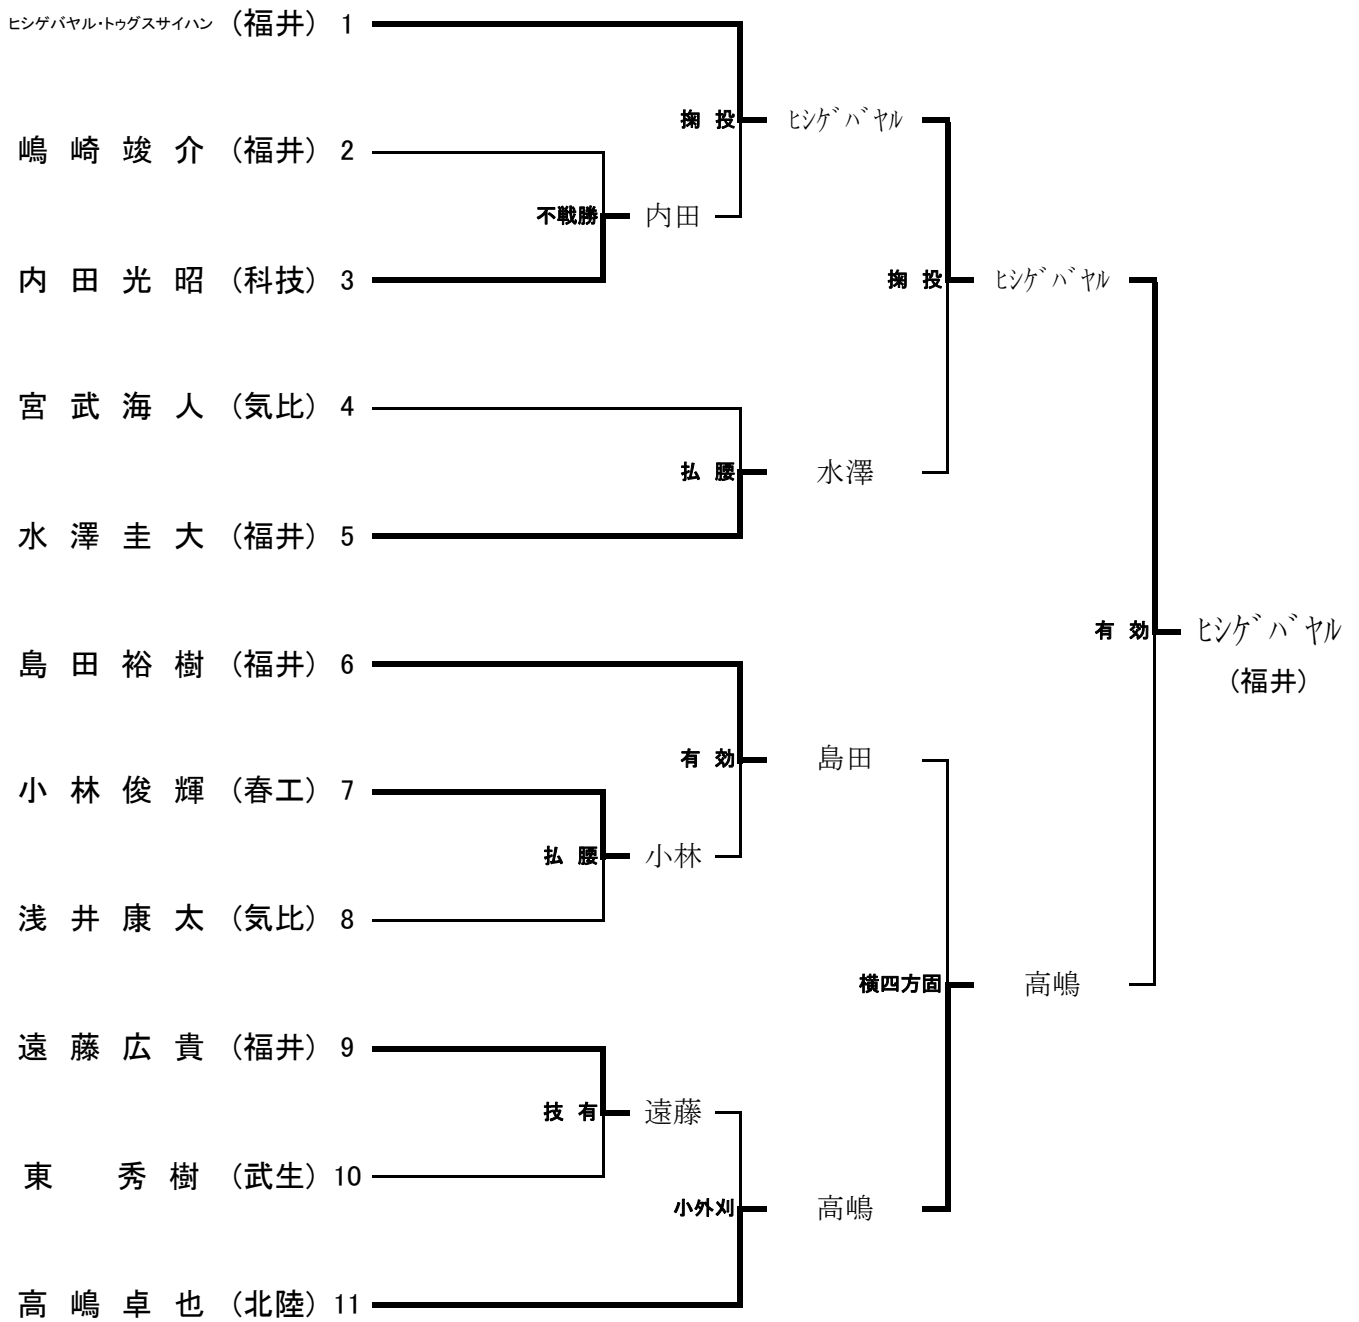 ヒシゲバヤル・トゥグスサイハン (福井) 1
掬 投 ヒシゲバヤル
嶋 崎 竣 介 (福井) 2
不戦勝 内田
内 田 光 昭 (科技) 3
掬 投 ヒシゲバヤル
宮 武 海 人 (気比) 4
払 腰 水澤
水 澤 圭 大 (福井) 5
有 効 ヒシゲバヤル
(福井)
島 田 裕 樹 (福井) 6
有 効 島田
小 林 俊 輝 (春工) 7
払 腰 小林
浅 井 康 太 (気比) 8
横四方固 高嶋
遠 藤 広 貴 (福井) 9
技 有 遠藤
東 秀 樹 (武生) 10
小外刈 高嶋
高 嶋 卓 也 (北陸) 11